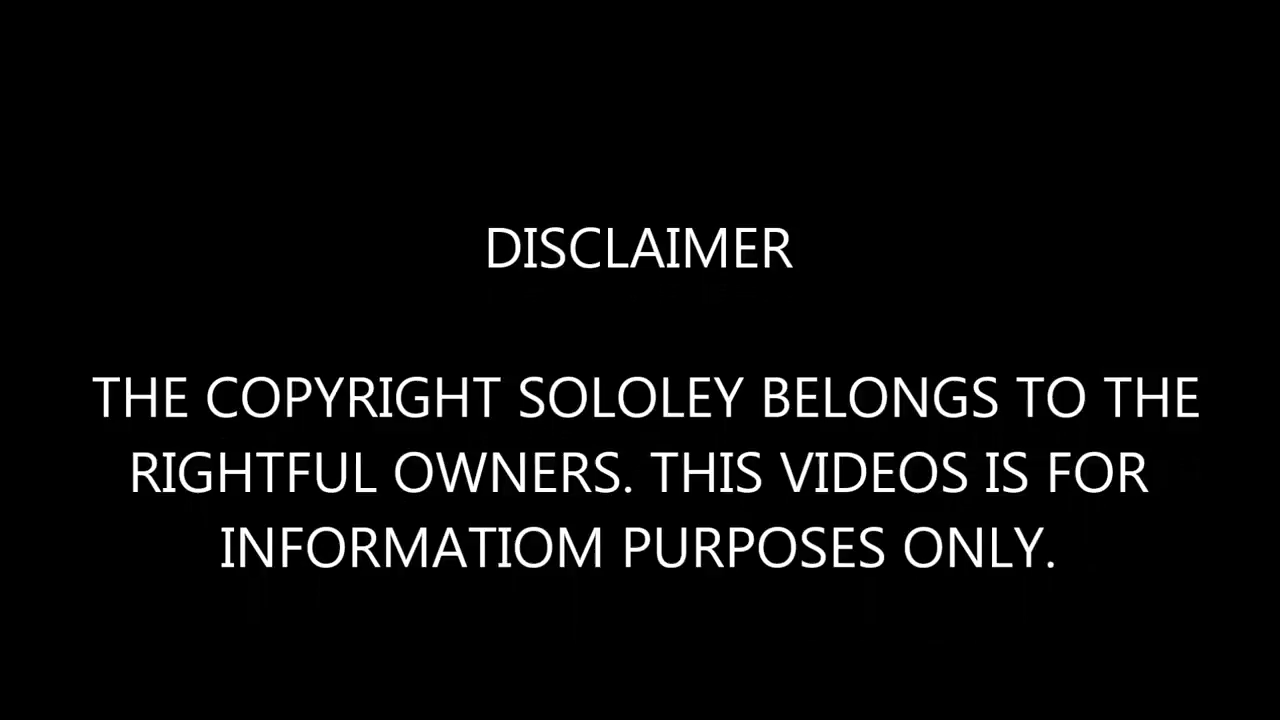 DISCLAIMER
THE COPYRIGHT SOLOLEY BELONGS TO THE
RIGHTFUL OWNERS. THIS VIDEOS IS FOR
INFORMATIOM PURPOSES ONLY.